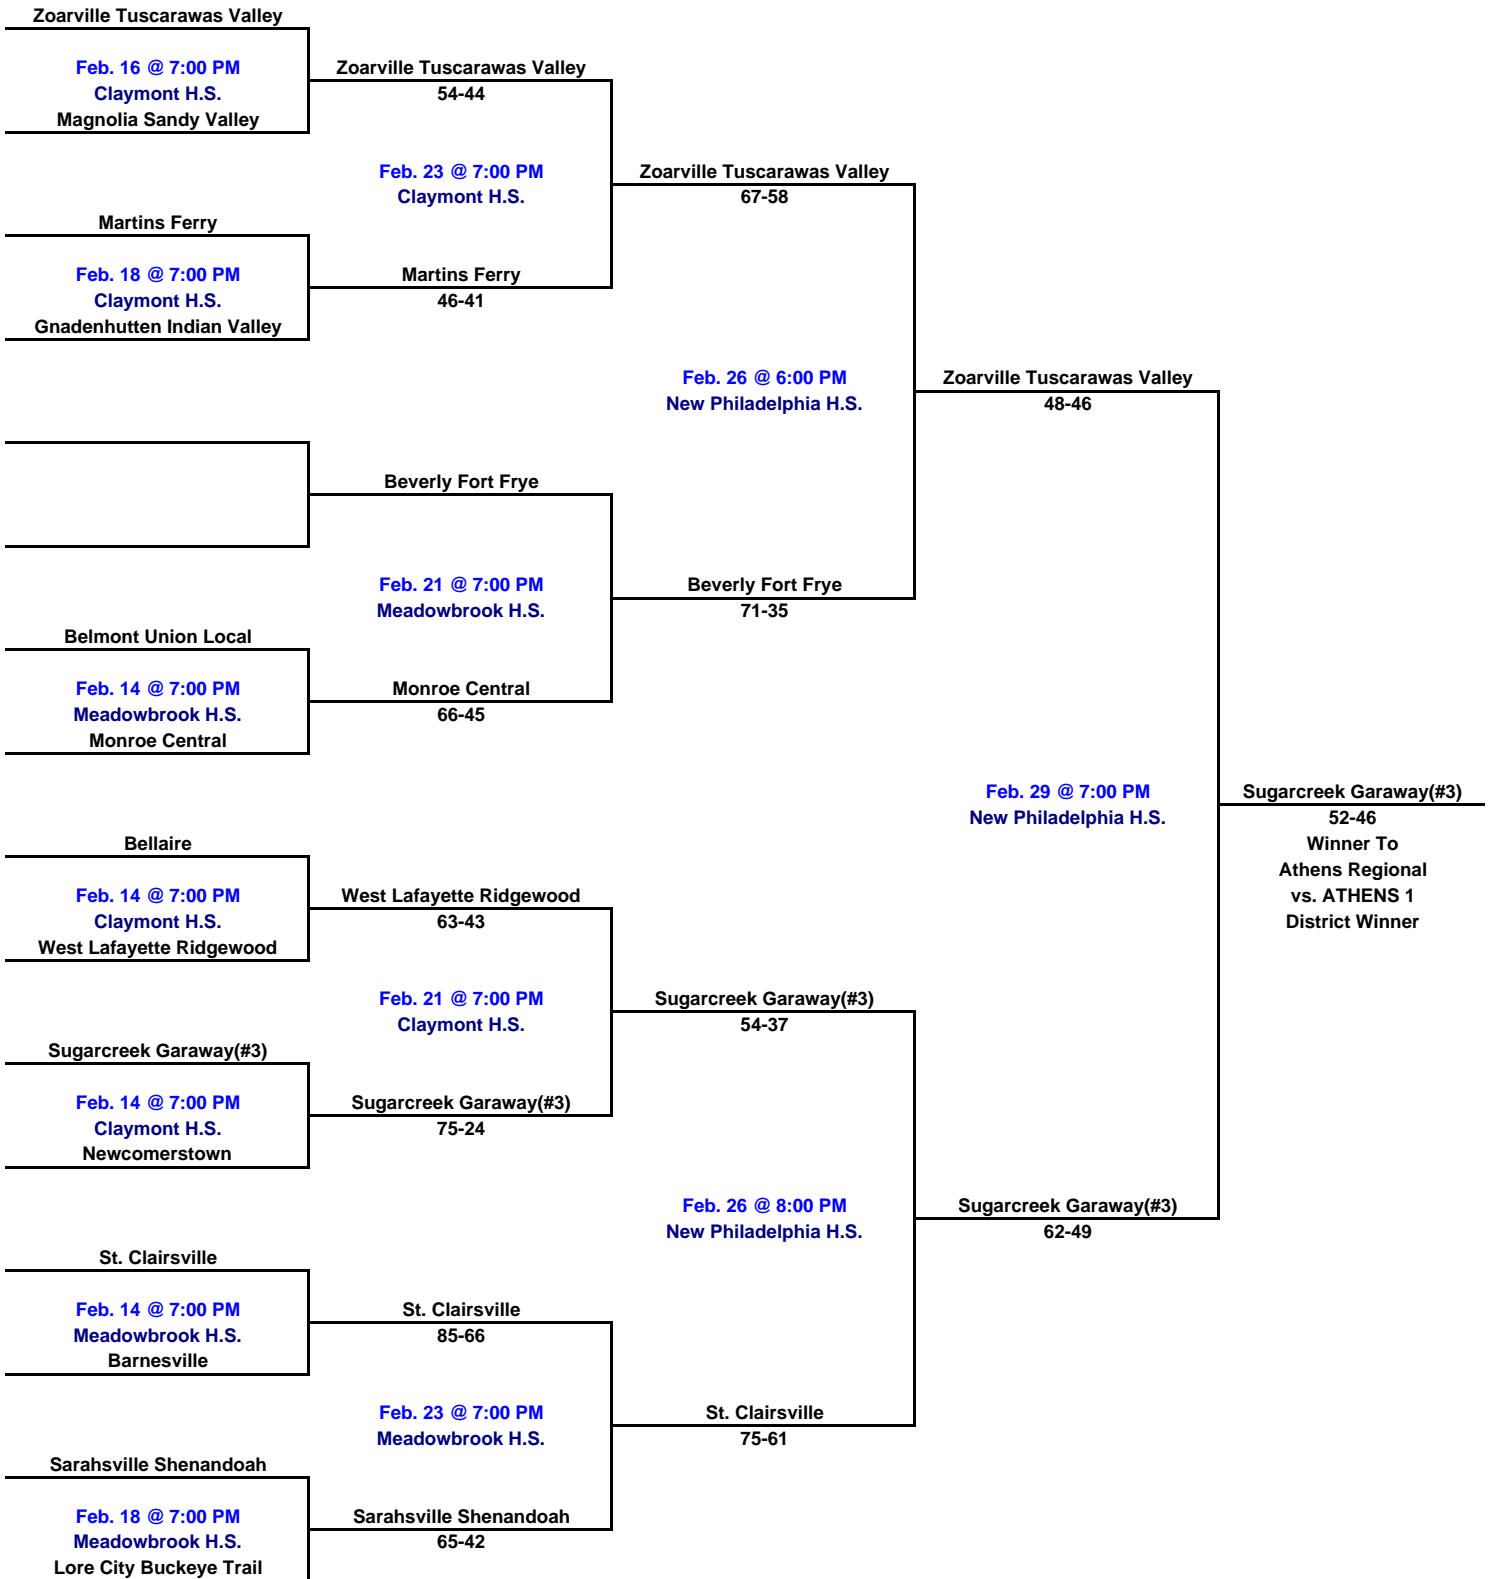 Zoarville Tuscarawas Valley
Feb. 16 @ 7:00 PM
Claymont H.S.
Magnolia Sandy Valley
Zoarville Tuscarawas Valley
54-44
Feb. 23 @ 7:00 PM
Claymont H.S.
Zoarville Tuscarawas Valley
67-58
Martins Ferry
Feb. 18 @ 7:00 PM
Claymont H.S.
Gnadenhutten Indian Valley
Martins Ferry
46-41
Feb. 26 @ 6:00 PM
New Philadelphia H.S.
Zoarville Tuscarawas Valley
48-46
Beverly Fort Frye
Feb. 21 @ 7:00 PM
Meadowbrook H.S.
Beverly Fort Frye
71-35
Belmont Union Local
Feb. 14 @ 7:00 PM
Meadowbrook H.S.
Monroe Central
Monroe Central
66-45
Feb. 29 @ 7:00 PM
New Philadelphia H.S.
Sugarcreek Garaway(#3)
52-46
Winner To
Athens Regional
vs. ATHENS 1
District Winner
Bellaire
Feb. 14 @ 7:00 PM
Claymont H.S.
West Lafayette Ridgewood
West Lafayette Ridgewood
63-43
Feb. 21 @ 7:00 PM
Claymont H.S.
Sugarcreek Garaway(#3)
54-37
Sugarcreek Garaway(#3)
Feb. 14 @ 7:00 PM
Claymont H.S.
Newcomerstown
Sugarcreek Garaway(#3)
75-24
Feb. 26 @ 8:00 PM
New Philadelphia H.S.
Sugarcreek Garaway(#3)
62-49
St. Clairsville
Feb. 14 @ 7:00 PM
Meadowbrook H.S.
Barnesville
St. Clairsville
85-66
Feb. 23 @ 7:00 PM
Meadowbrook H.S.
St. Clairsville
75-61
Sarahsville Shenandoah
Feb. 18 @ 7:00 PM
Meadowbrook H.S.
Lore City Buckeye Trail
Sarahsville Shenandoah
65-42